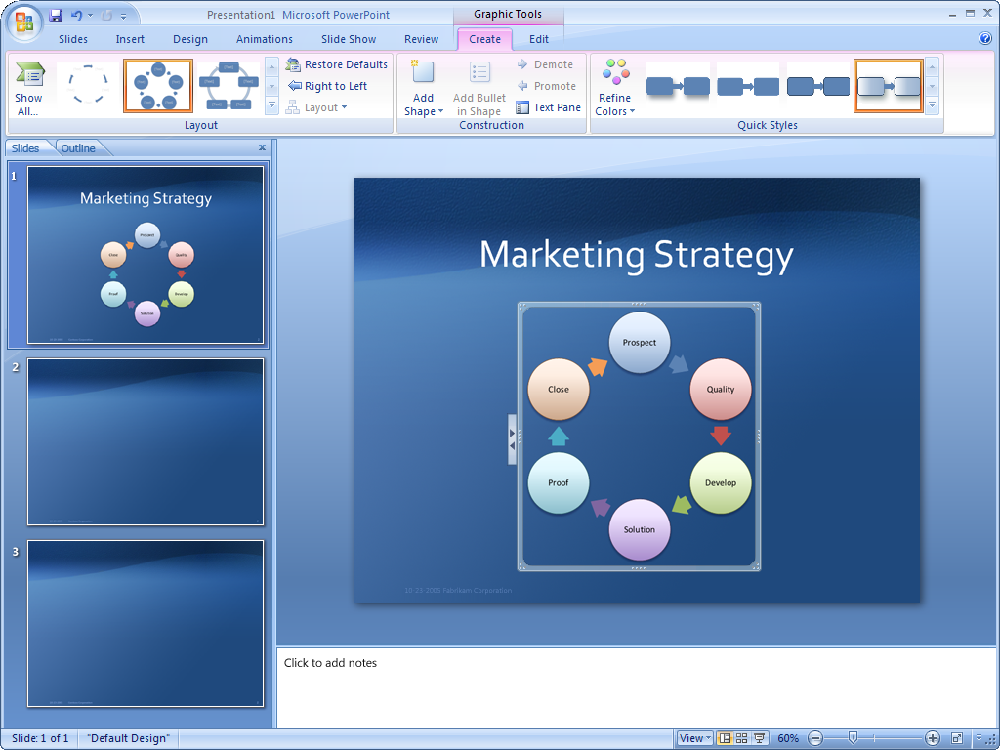 Presentation1 Microsoft PowerPoint
Graphic Tools
Slides Insert Design Animations Slide Show Review Create Edit
Show All...
Restore Defaults
Right to Left
Layout
Layout
Add Shape
Add Bullet in Shape
Demote
Promote
Text Pane
Construction
Refine Colors
Quick Styles
Slides Outline x
1
Marketing Strategy
Prospect
Close
Quality
Proof
Develop
Solution
2
3
Marketing Strategy
Prospect
Close
Quality
Proof
Develop
Solution
10-23-2005 Fabrikam Corporation
Click to add notes
Slide: 1 of 1 "Default Design" View 60%